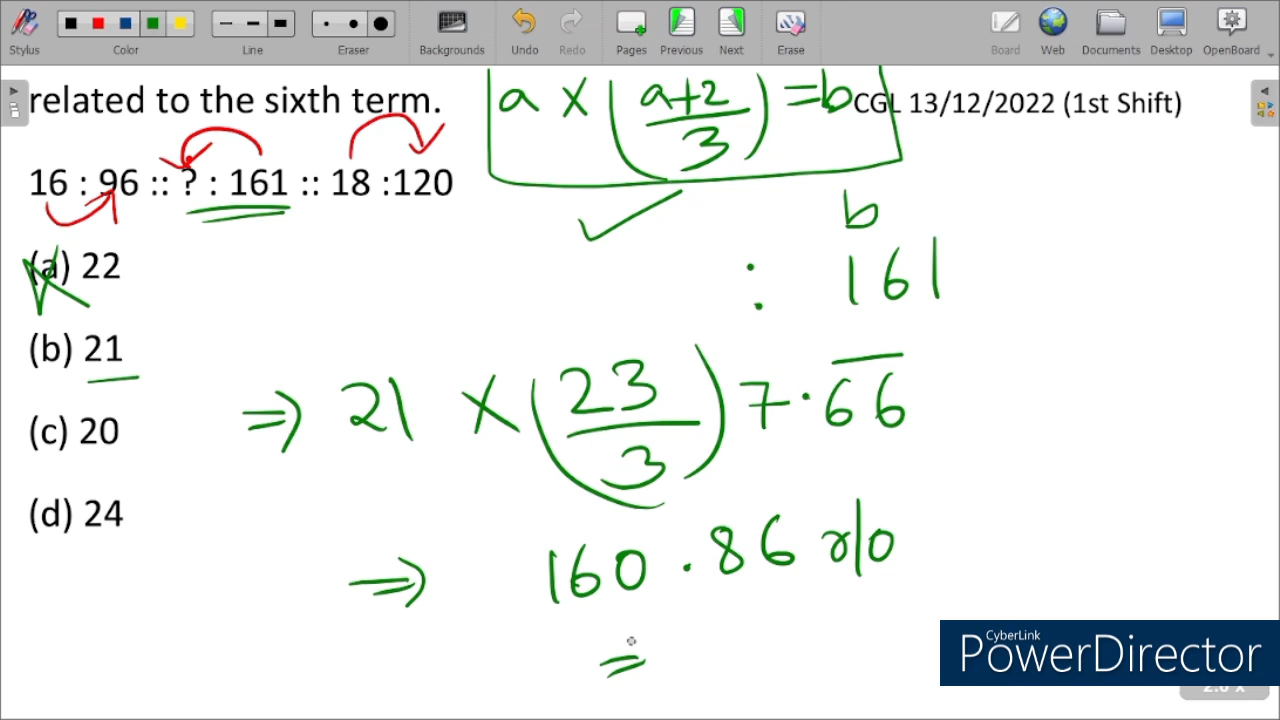 Stylus Color Line Eraser Backgrounds Undo Redo Pages Previous Next Erase Board Web Documents Desktop OpenBoard
related to the sixth term.
a × (a+2/3) = b
CGL 13/12/2022 (1st Shift)
16 : 96 :: ? : 161 :: 18 :120
b
(a) 22
: 161
(b) 21
⇒ 21 × (23/3) 7.66
(c) 20
(d) 24
⇒ 160.86 r/o
=
CyberLink
PowerDirector
2.0 x